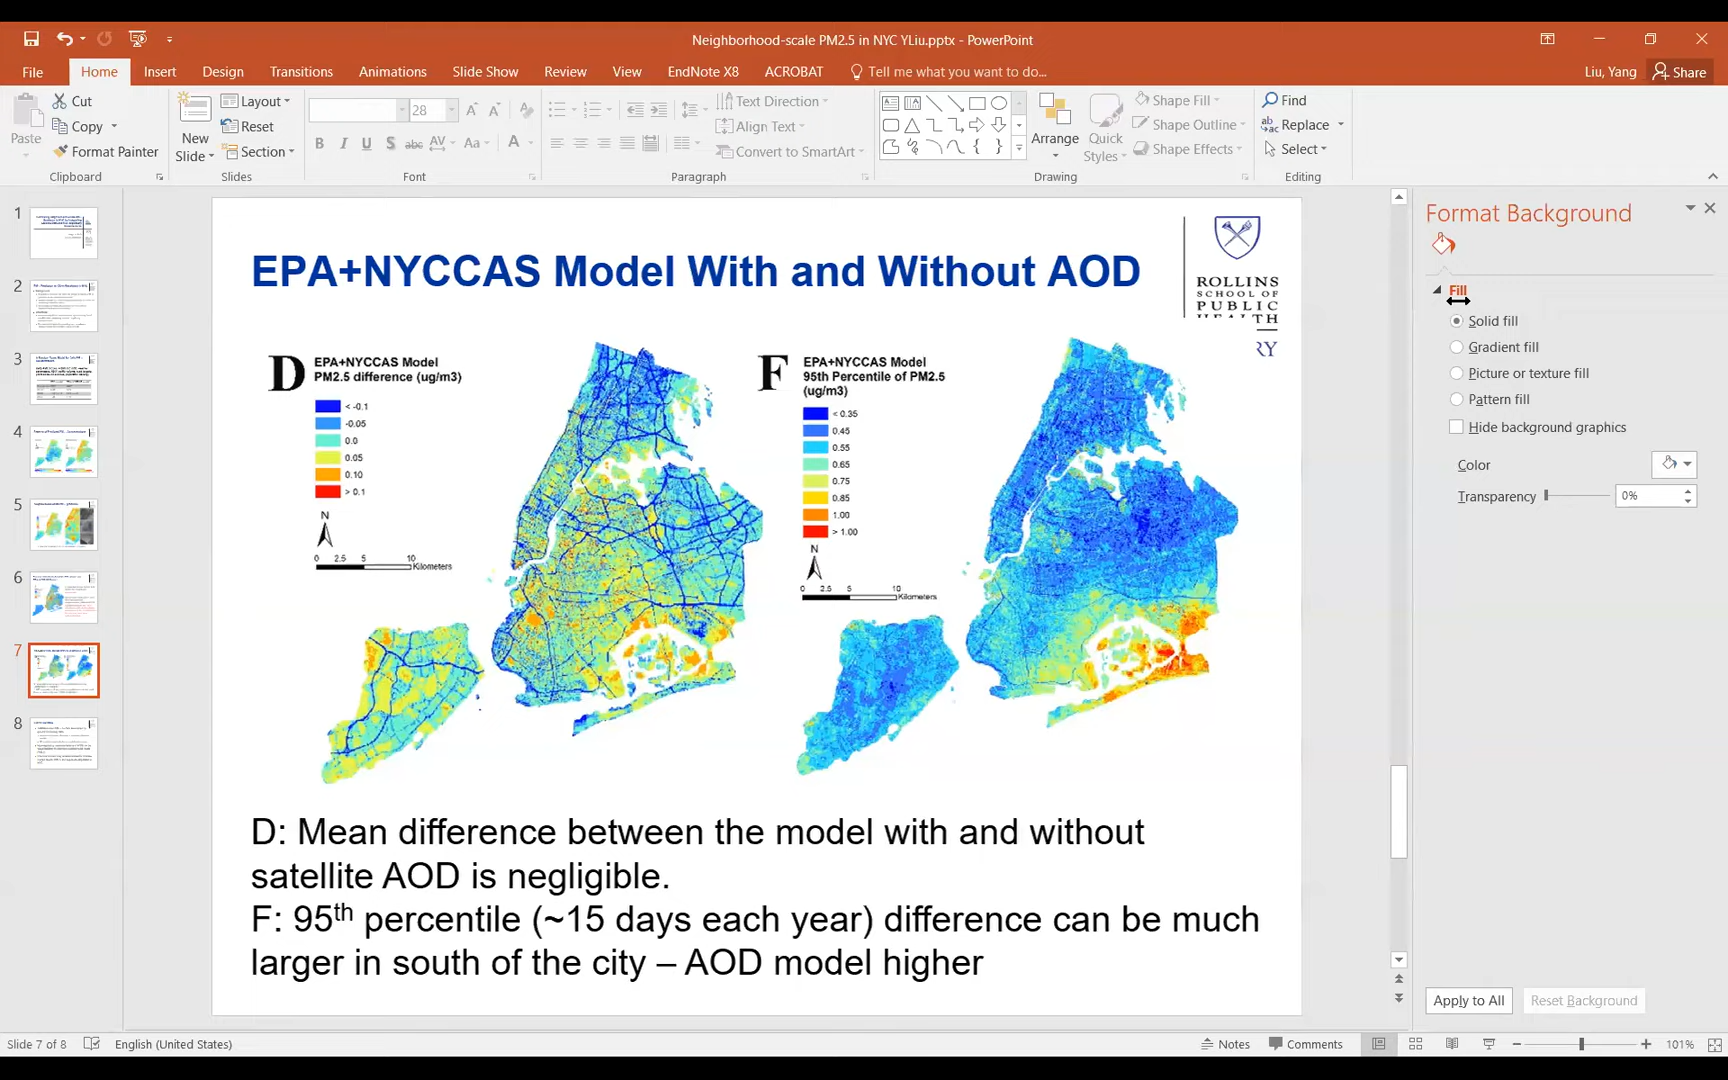 Neighborhood-scale PM2.5 in NYC YLiu.pptx - PowerPoint
File Home Insert Design Transitions Animations Slide Show Review View EndNote X8 ACROBAT Tell me what you want to do... Liu, Yang Share
Paste
Cut
Copy
Format Painter
Clipboard
New Slide
Layout
Reset
Section
Slides
28
Font
Text Direction
Align Text
Convert to SmartArt
Paragraph
Arrange
Quick Styles
Shape Fill
Shape Outline
Shape Effects
Drawing
Find
Replace
Select
Editing
1
2
3
4
5
6
7
8
EPA+NYCCAS Model With and Without AOD
ROLLINS
SCHOOL OF
PUBLIC
HEALTH
RY
D
EPA+NYCCAS Model
PM2.5 difference (ug/m3)
< -0.1
-0.05
0.0
0.05
0.10
> 0.1
N
0 2.5 5 10
Kilometers
F
EPA+NYCCAS Model
95th Percentile of PM2.5
(ug/m3)
< 0.35
0.45
0.55
0.65
0.75
0.85
1.00
> 1.00
N
0 2.5 5 10
Kilometers
D: Mean difference between the model with and without
satellite AOD is negligible.
F: 95th percentile (~15 days each year) difference can be much
larger in south of the city – AOD model higher
Format Background
Fill
Solid fill
Gradient fill
Picture or texture fill
Pattern fill
Hide background graphics
Color
Transparency 0%
Apply to All Reset Background
Slide 7 of 8 English (United States) Notes Comments 101%